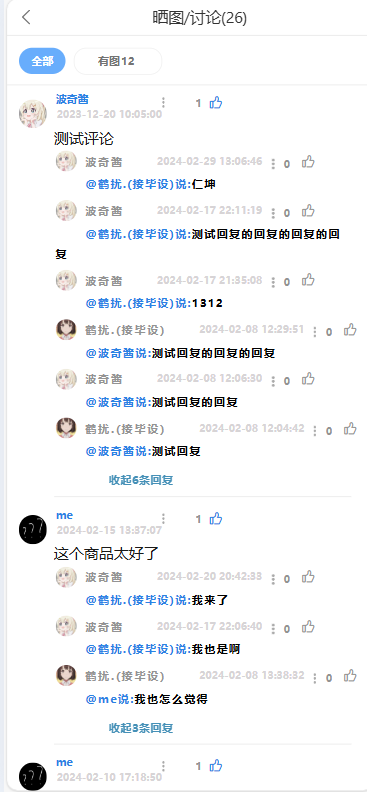 晒图/讨论(26)
全部 有图12
波奇酱 1
2023-12-20 10:05:00
测试评论
波奇酱 2024-02-29 13:06:46 0
@鹤扰.(接毕设)说:仁坤
波奇酱 2024-02-17 22:11:19 0
@鹤扰.(接毕设)说:测试回复的回复的回复的回
复
波奇酱 2024-02-17 21:35:08 0
@鹤扰.(接毕设)说:1312
鹤扰.(接毕设) 2024-02-08 12:29:51 0
@波奇酱说:测试回复的回复的回复
波奇酱 2024-02-08 12:06:30 0
@鹤扰.(接毕设)说:测试回复的回复
鹤扰.(接毕设) 2024-02-08 12:04:42 0
@波奇酱说:测试回复
收起6条回复
me 1
2024-02-15 13:37:07
这个商品太好了
波奇酱 2024-02-20 20:42:33 0
@鹤扰.(接毕设)说:我来了
波奇酱 2024-02-17 22:06:40 0
@鹤扰.(接毕设)说:我也是啊
鹤扰.(接毕设) 2024-02-08 13:38:32 0
@me说:我也怎么觉得
收起3条回复
me 1
2024-02-10 17:18:50